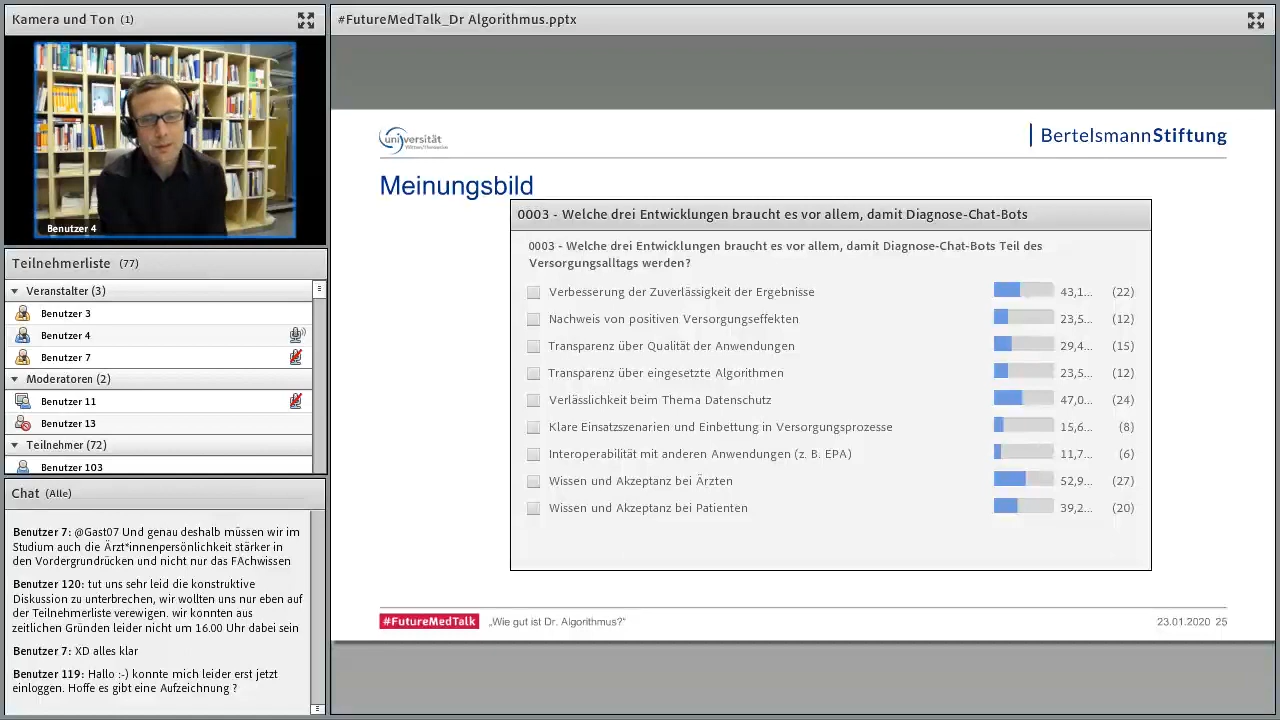 Kamera und Ton (1)
Benutzer 4
Teilnehmerliste (77)
Veranstalter (3)
Benutzer 3
Benutzer 4
Benutzer 7
Moderatoren (2)
Benutzer 11
Benutzer 13
Teilnehmer (72)
Benutzer 103
Chat (Alle)
Benutzer 7: @Gast07 Und genau deshalb müssen wir im
Studium auch die Ärzt*innenpersönlichkeit stärker in
den Vordergrundrücken und nicht nur das FAchwissen
Benutzer 120: tut uns sehr leid die konstruktive
Diskussion zu unterbrechen, wir wollten uns nur eben auf
der Teilnehmerliste verewigen. wir konnten aus
zeitlichen Gründen leider nicht um 16.00 Uhr dabei sein
Benutzer 7: XD alles klar
Benutzer 119: Hallo :-) konnte mich leider erst jetzt
einloggen. Hoffe es gibt eine Aufzeichnung ?
#FutureMedTalk_Dr Algorithmus.pptx
universität
Witten/Herdecke
BertelsmannStiftung
Meinungsbild
0003 - Welche drei Entwicklungen braucht es vor allem, damit Diagnose-Chat-Bots
0003 - Welche drei Entwicklungen braucht es vor allem, damit Diagnose-Chat-Bots Teil des
Versorgungsalltags werden?
Verbesserung der Zuverlässigkeit der Ergebnisse 43,1... (22)
Nachweis von positiven Versorgungseffekten 23,5... (12)
Transparenz über Qualität der Anwendungen 29,4... (15)
Transparenz über eingesetzte Algorithmen 23,5... (12)
Verlässlichkeit beim Thema Datenschutz 47,0... (24)
Klare Einsatzszenarien und Einbettung in Versorgungsprozesse 15,6... (8)
Interoperabilität mit anderen Anwendungen (z. B. EPA) 11,7... (6)
Wissen und Akzeptanz bei Ärzten 52,9... (27)
Wissen und Akzeptanz bei Patienten 39,2... (20)
#FutureMedTalk „Wie gut ist Dr. Algorithmus?" 23.01.2020 25